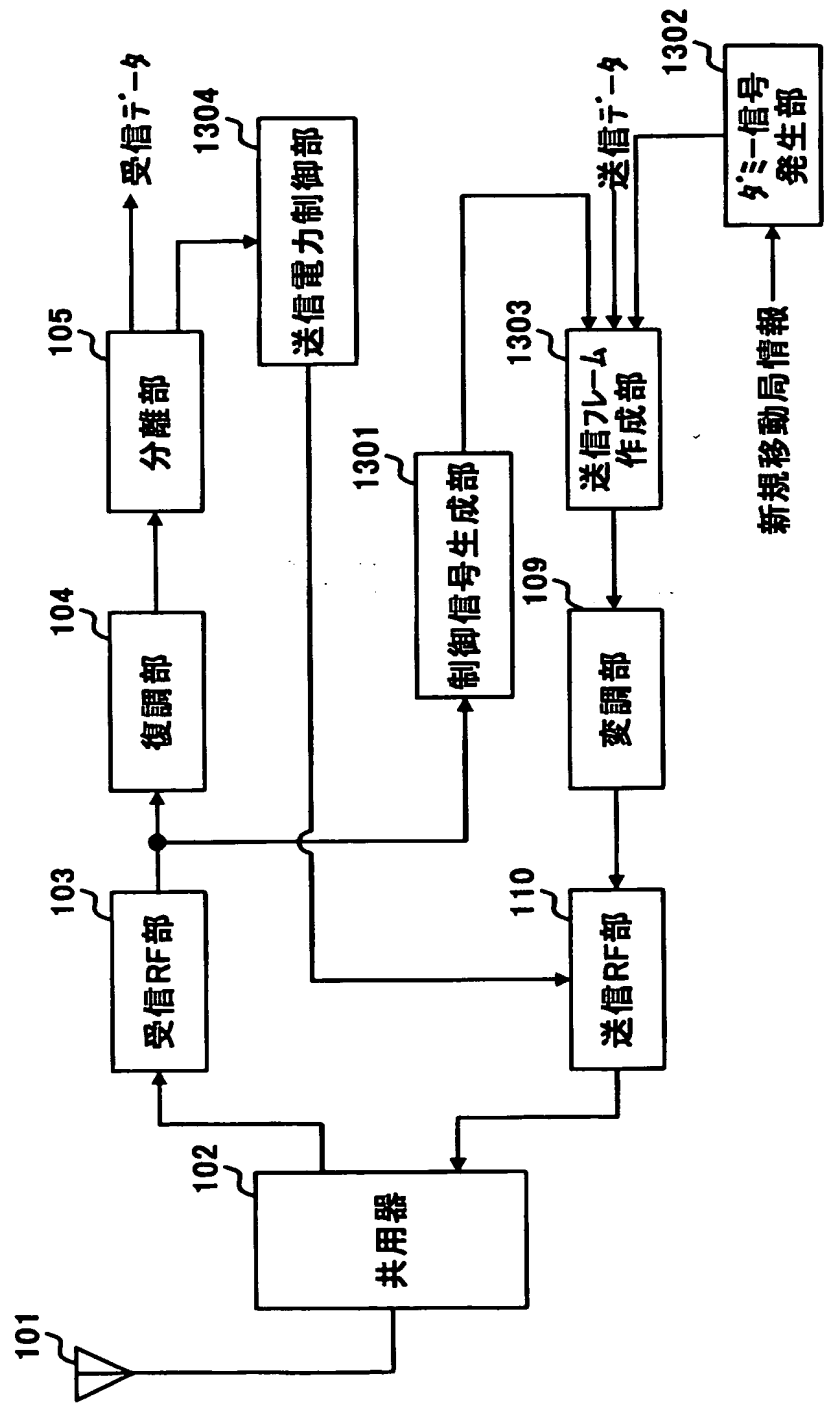 101
102
共用器
103
受信RF部
104
復調部
105
分離部
受信データ
1304
送信電力制御部
1301
制御信号生成部
110
送信RF部
109
変調部
1303
送信フレーム
作成部
送信データ
1302
ダミー信号
発生部
新規移動局情報